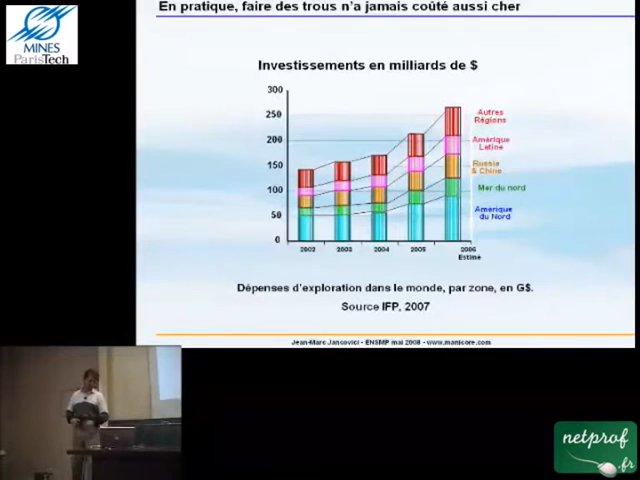 En pratique, faire des trous n'a jamais coûté aussi cher
MINES
ParisTech
Investissements en milliards de $
300
250
200
150
100
50
0
2002
2003
2004
2005
2006
Estimé
Autres
Régions
Amérique
Latine
Russie
& Chine
Mer du nord
Amérique
du Nord
Dépenses d'exploration dans le monde, par zone, en G$.
Source IFP, 2007
Jean-Marc Jancovici - ENSMP mai 2008 - www.manicore.com
netprof
.fr